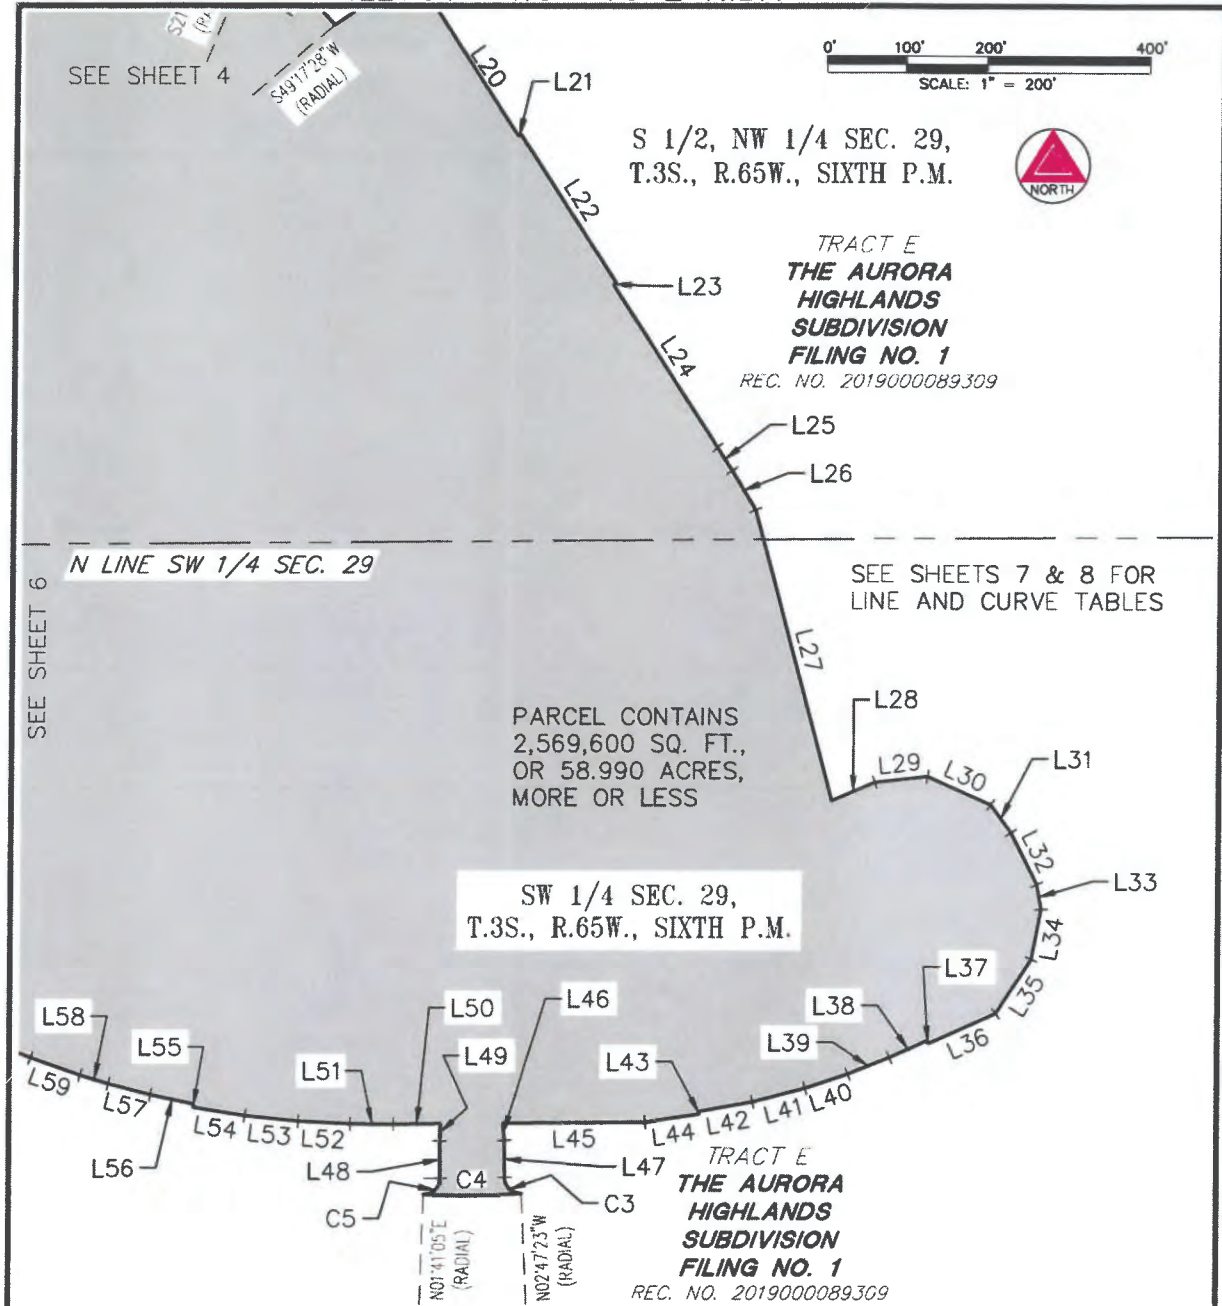 S21
(RA
SEE SHEET 4
S49°17'28"W
(RADIAL)
L20
L21
0' 100' 200' 400'
SCALE: 1" = 200'
S 1/2, NW 1/4 SEC. 29,
T.3S., R.65W., SIXTH P.M.
NORTH
L22
TRACT E
THE AURORA
HIGHLANDS
SUBDIVISION
FILING NO. 1
REC. NO. 2019000089309
L23
L24
L25
L26
N LINE SW 1/4 SEC. 29
SEE SHEET 6
SEE SHEETS 7 & 8 FOR
LINE AND CURVE TABLES
L27
L28
PARCEL CONTAINS
2,569,600 SQ. FT.,
OR 58.990 ACRES,
MORE OR LESS
L29
L30
L31
L32
L33
SW 1/4 SEC. 29,
T.3S., R.65W., SIXTH P.M.
L34
L35
L36
L37
L38
L39
L40
L41
L42
L43
L44
L45
L46
L47
L48
L49
L50
L51
L52
L53
L54
L55
L56
L57
L58
L59
C4
C5
C3
N01°41'05"E
(RADIAL)
N02°47'23"W
(RADIAL)
TRACT E
THE AURORA
HIGHLANDS
SUBDIVISION
FILING NO. 1
REC. NO. 2019000089309